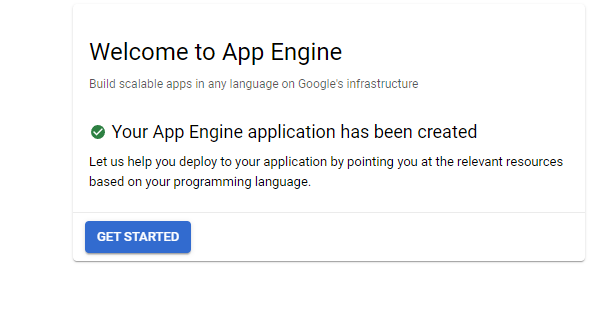 Welcome to App Engine
Build scalable apps in any language on Google's infrastructure
Your App Engine application has been created
Let us help you deploy to your application by pointing you at the relevant resources
based on your programming language.
GET STARTED